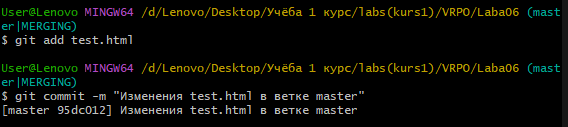 User@Lenovo MINGW64 /d/Lenovo/Desktop/Учёба 1 курс/labs(kurs1)/VRPO/Laba06 (mast
er|MERGING)
$ git add test.html
User@Lenovo MINGW64 /d/Lenovo/Desktop/Учёба 1 курс/labs(kurs1)/VRPO/Laba06 (mast
er|MERGING)
$ git commit -m "Изменения test.html в ветке master"
[master 95dc012] Изменения test.html в ветке master